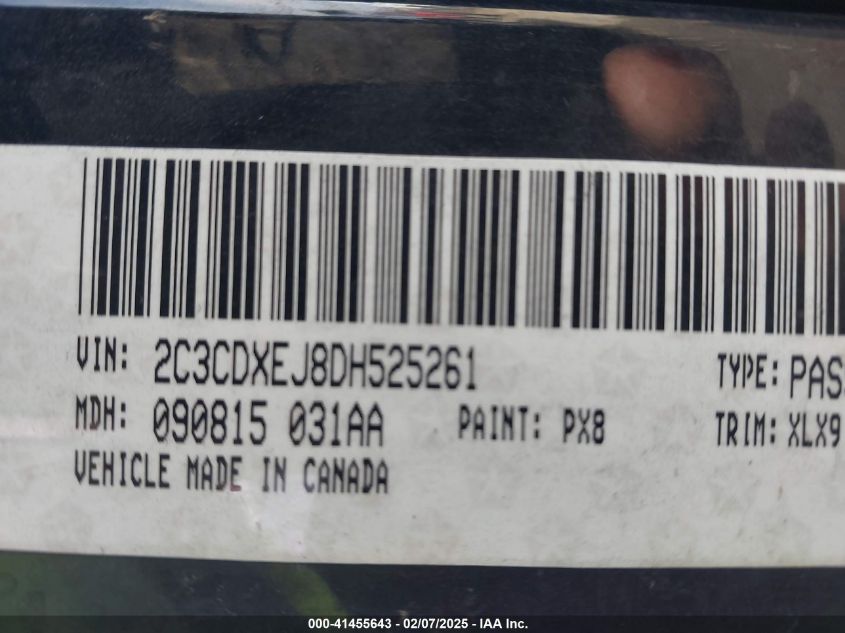 VIN: 2C3CDXEJ8DH525261 TYPE: PAS
MDH: 090815 031AA PAINT: PX8 TRIM: XLX9
VEHICLE MADE IN CANADA
000-41455643 - 02/07/2025 - IAA Inc.